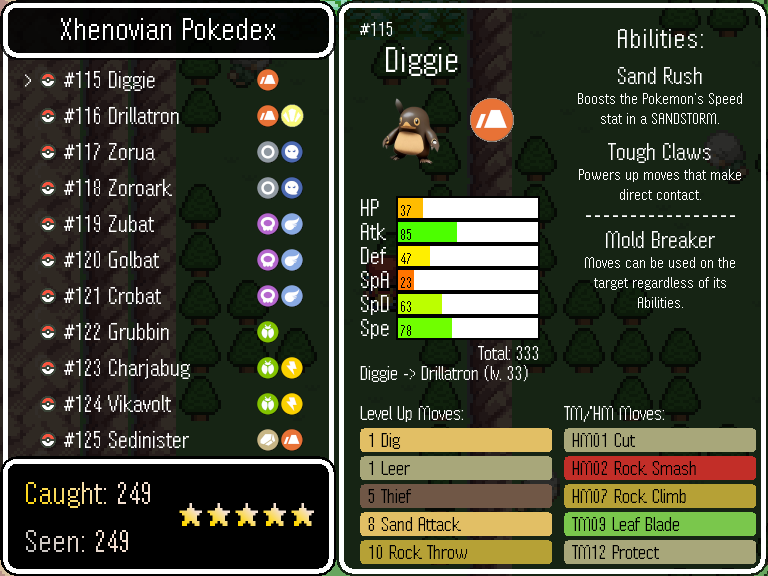 Xhenovian Pokedex
> #115 Diggie
#116 Drillatron
#117 Zorua
#118 Zoroark
#119 Zubat
#120 Golbat
#121 Crobat
#122 Grubbin
#123 Charjabug
#124 Vikavolt
#125 Sedinister
Caught: 249
Seen: 249
#115
Diggie
HP 37
Atk 85
Def 47
SpA 23
SpD 63
Spe 78
Total: 333
Diggie -> Drillatron (lv. 33)
Abilities:
Sand Rush
Boosts the Pokemon's Speed
stat in a SANDSTORM.
Tough Claws
Powers up moves that make
direct contact.
---------------
Mold Breaker
Moves can be used on the
target regardless of its
Abilities.
Level Up Moves:
1 Dig
1 Leer
5 Thief
8 Sand Attack
10 Rock Throw
TM/HM Moves:
HM01 Cut
HM02 Rock Smash
HM07 Rock Climb
TM09 Leaf Blade
TM12 Protect